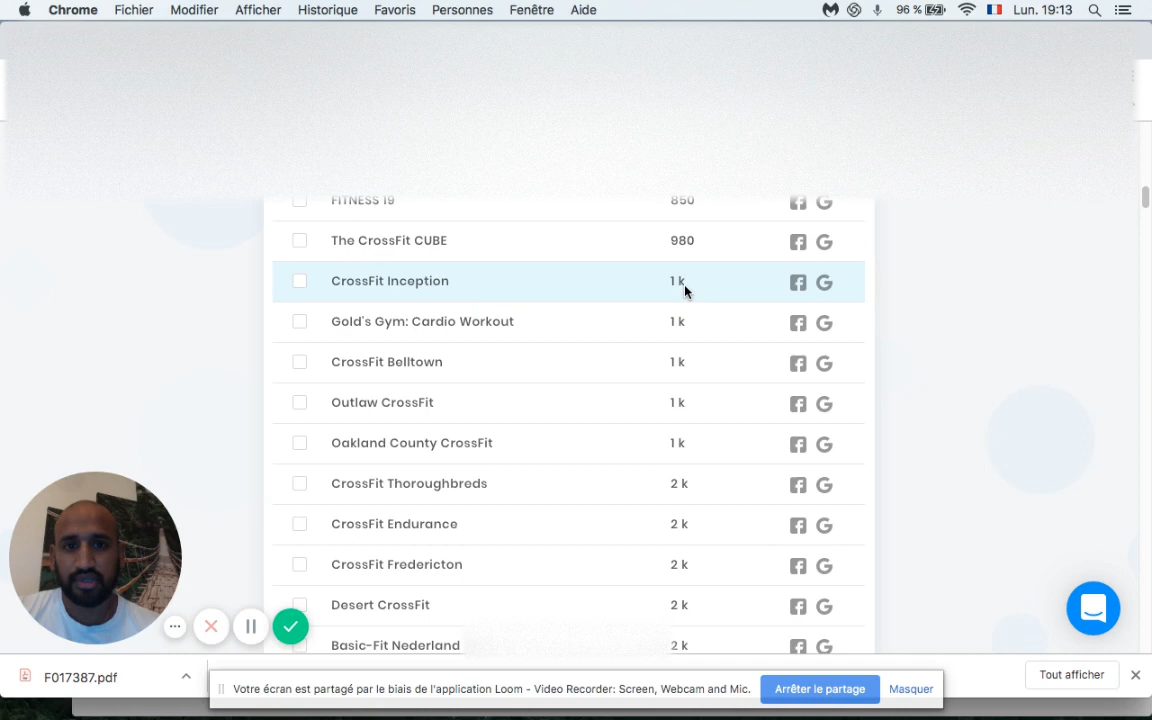 Chrome Fichier Modifier Afficher Historique Favoris Personnes Fenêtre Aide 96 % Lun. 19:13
FITNESS 19 850
The CrossFit CUBE 980
CrossFit Inception 1 k
Gold's Gym: Cardio Workout 1 k
CrossFit Belltown 1 k
Outlaw CrossFit 1 k
Oakland County CrossFit 1 k
CrossFit Thoroughbreds 2 k
CrossFit Endurance 2 k
CrossFit Fredericton 2 k
Desert CrossFit 2 k
Basic-Fit Nederland 2 k
F017387.pdf
Votre écran est partagé par le biais de l'application Loom - Video Recorder: Screen, Webcam and Mic. Arrêter le partage Masquer
Tout afficher